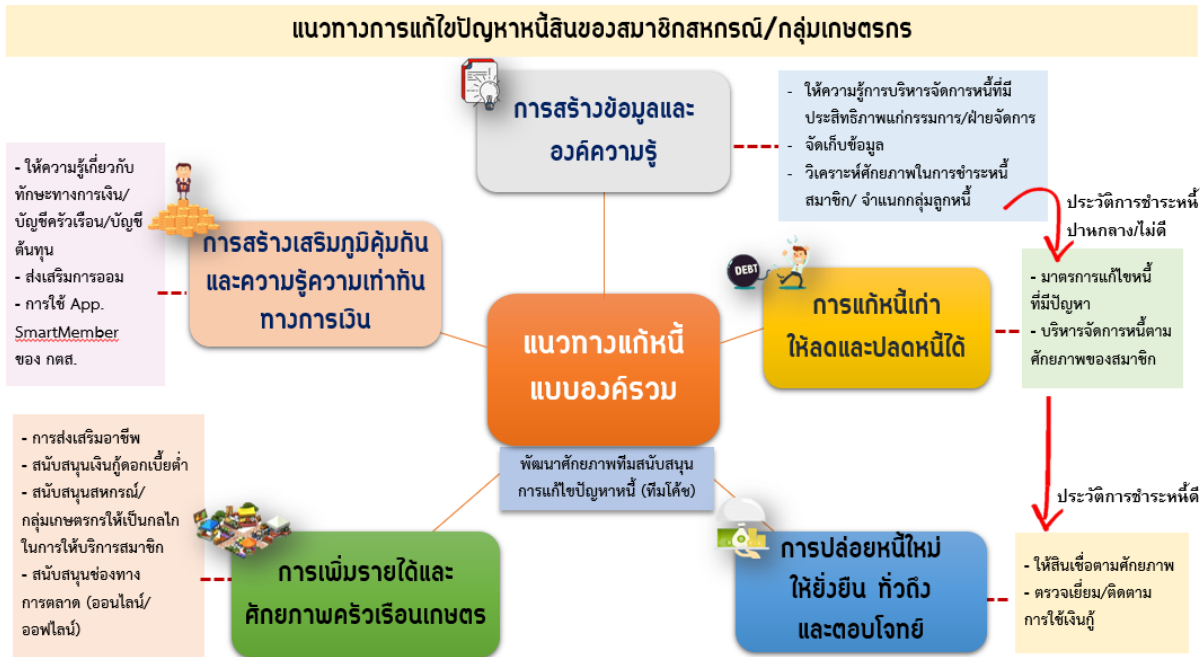 แนวทางการแก้ไขปัญหาหนี้สินของสมาชิกสหกรณ์/กลุ่มเกษตรกร
การสร้างข้อมูลและ
องค์ความรู้
- ให้ความรู้การบริหารจัดการหนี้ที่มี
ประสิทธิภาพแก่กรรมการ/ฝ่ายจัดการ
- จัดเก็บข้อมูล
- วิเคราะห์ศักยภาพในการชำระหนี้
สมาชิก/ จำแนกกลุ่มลูกหนี้
ประวัติการชำระหนี้
ปานกลาง/ไม่ดี
- ให้ความรู้เกี่ยวกับ
ทักษะทางการเงิน/
บัญชีครัวเรือน/บัญชี
ต้นทุน
- ส่งเสริมการออม
- การใช้ App.
SmartMember
ของ กตส.
การสร้างเสริมภูมิคุ้มกัน
และความรู้ความเท่าทัน
ทางการเงิน
DEBT
การแก้หนี้เก่า
ให้ลดและปลดหนี้ได้
- มาตรการแก้ไขหนี้
ที่มีปัญหา
- บริหารจัดการหนี้ตาม
ศักยภาพของสมาชิก
แนวทางแก้หนี้
แบบองค์รวม
พัฒนาศักยภาพทีมสนับสนุน
การแก้ไขปัญหาหนี้ (ทีมโค้ช)
- การส่งเสริมอาชีพ
- สนับสนุนเงินกู้ดอกเบี้ยต่ำ
- สนับสนุนสหกรณ์/
กลุ่มเกษตรกรให้เป็นกลไก
ในการให้บริการสมาชิก
- สนับสนุนช่องทาง
การตลาด (ออนไลน์/
ออฟไลน์)
การเพิ่มรายได้และ
ศักยภาพครัวเรือนเกษตร
การปล่อยหนี้ใหม่
ให้ยั่งยืน ทั่วถึง
และตอบโจทย์
ประวัติการชำระหนี้ดี
- ให้สินเชื่อตามศักยภาพ
- ตรวจเยี่ยม/ติดตาม
การใช้เงินกู้